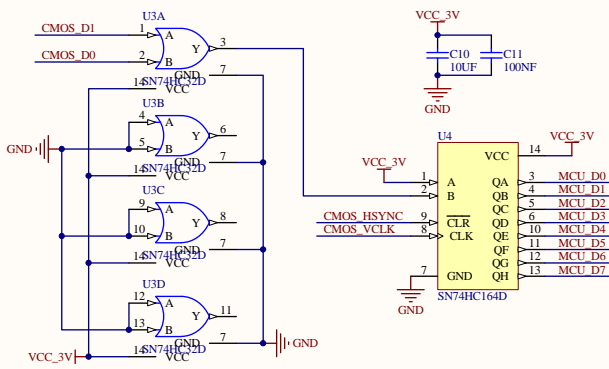 U3A
CMOS_D1 1 A
Y 3
CMOS_D0 2 B
GND 7
SN74HC32D
14 VCC
U3B
4 A
Y 6
GND 5 B
GND 7
SN74HC32D
14 VCC
U3C
9 A
Y 8
10 B
GND 7
SN74HC32D
14 VCC
U3D
12 A
Y 11
13 B
GND 7 GND
SN74HC32D
VCC_3V 14 VCC
VCC_3V
C10 C11
10UF 100NF
GND
U4
VCC_3V
VCC 14
VCC_3V
1 A QA 3 MCU_D0
2 B QB 4 MCU_D1
QC 5 MCU_D2
CMOS_HSYNC 9 CLR QD 6 MCU_D3
CMOS_VCLK 8 CLK QE 10 MCU_D4
QF 11 MCU_D5
QG 12 MCU_D6
7 GND QH 13 MCU_D7
SN74HC164D
GND